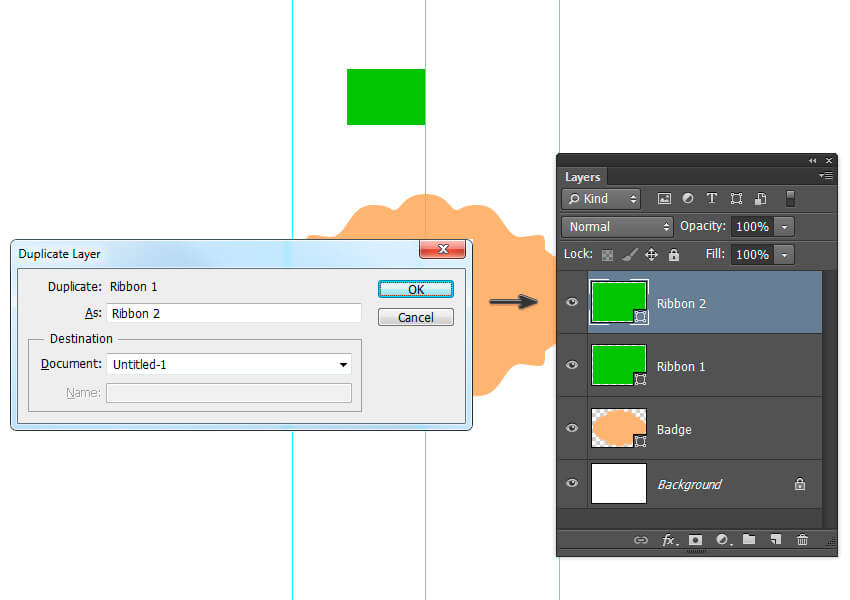 Duplicate Layer
Duplicate: Ribbon 1
OK
As: Ribbon 2
Cancel
Destination
Document: Untitled-1
Name:
Layers
Kind
T
Normal
Opacity: 100%
Lock:
Fill: 100%
Ribbon 2
Ribbon 1
Badge
Background
fx